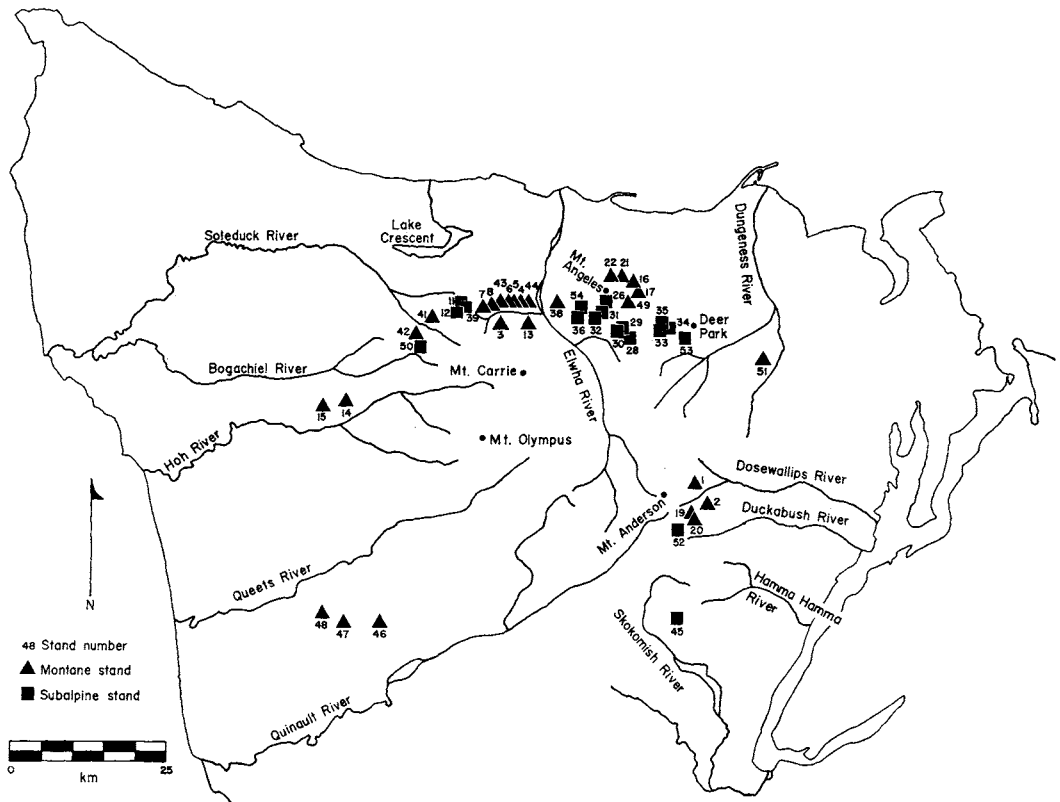 Soleduck River
Lake
Crescent
Dungeness River
Mt.
Angeles
22 21
16
17
49
26
54
31
36 32
29
30
28
35
34
33
53
Deer
Park
51
11
12
39
7 8 43 6 5 4 44
38
3 13
41
42
50
Bogachiel River
Mt. Carrie
Elwha River
15 14
Hoh River
Mt. Olympus
Dosewallips River
1
2
19
20
52
Mt. Anderson
Duckabush River
Queets River
Hamma Hamma
River
45
Skokomish River
N
48 47 46
48 Stand number
Montane stand
Subalpine stand
Quinault River
0 25
km